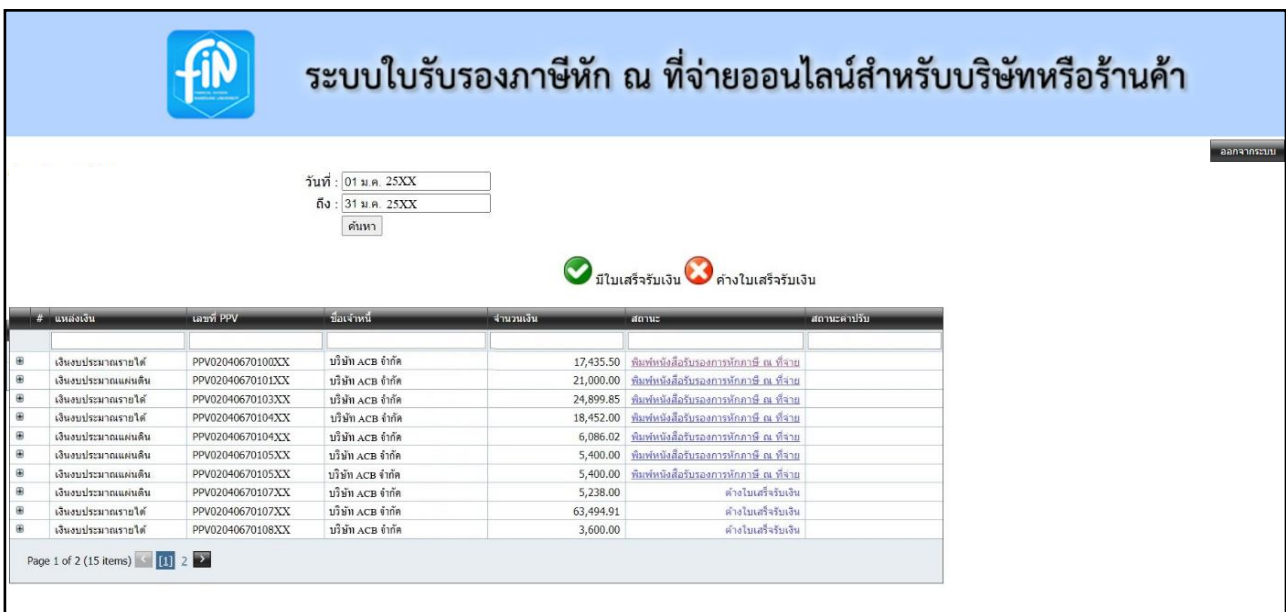 fin
ระบบใบรับรองภาษีหัก ณ ที่จ่ายออนไลน์สำหรับบริษัทหรือร้านค้า
ออกจากระบบ
วันที่ : 01 ม.ค. 25XX
ถึง : 31 ม.ค. 25XX
ค้นหา
มีใบเสร็จรับเงิน ค้างใบเสร็จรับเงิน
# แหล่งเงิน เลขที่ PPV ชื่อเจ้าหนี้ จำนวนเงิน สถานะ สถานะค่าปรับ
เงินงบประมาณรายได้ PPV02040670100XX บริษัท ACB จำกัด 17,435.50 พิมพ์หนังสือรับรองการหักภาษี ณ ที่จ่าย
เงินงบประมาณแผ่นดิน PPV02040670101XX บริษัท ACB จำกัด 21,000.00 พิมพ์หนังสือรับรองการหักภาษี ณ ที่จ่าย
เงินงบประมาณรายได้ PPV02040670103XX บริษัท ACB จำกัด 24,899.85 พิมพ์หนังสือรับรองการหักภาษี ณ ที่จ่าย
เงินงบประมาณรายได้ PPV02040670104XX บริษัท ACB จำกัด 18,452.00 พิมพ์หนังสือรับรองการหักภาษี ณ ที่จ่าย
เงินงบประมาณแผ่นดิน PPV02040670104XX บริษัท ACB จำกัด 6,086.02 พิมพ์หนังสือรับรองการหักภาษี ณ ที่จ่าย
เงินงบประมาณแผ่นดิน PPV02040670105XX บริษัท ACB จำกัด 5,400.00 พิมพ์หนังสือรับรองการหักภาษี ณ ที่จ่าย
เงินงบประมาณแผ่นดิน PPV02040670105XX บริษัท ACB จำกัด 5,400.00 พิมพ์หนังสือรับรองการหักภาษี ณ ที่จ่าย
เงินงบประมาณแผ่นดิน PPV02040670107XX บริษัท ACB จำกัด 5,238.00 ค้างใบเสร็จรับเงิน
เงินงบประมาณรายได้ PPV02040670107XX บริษัท ACB จำกัด 63,494.91 ค้างใบเสร็จรับเงิน
เงินงบประมาณรายได้ PPV02040670108XX บริษัท ACB จำกัด 3,600.00 ค้างใบเสร็จรับเงิน
Page 1 of 2 (15 items) [1] 2